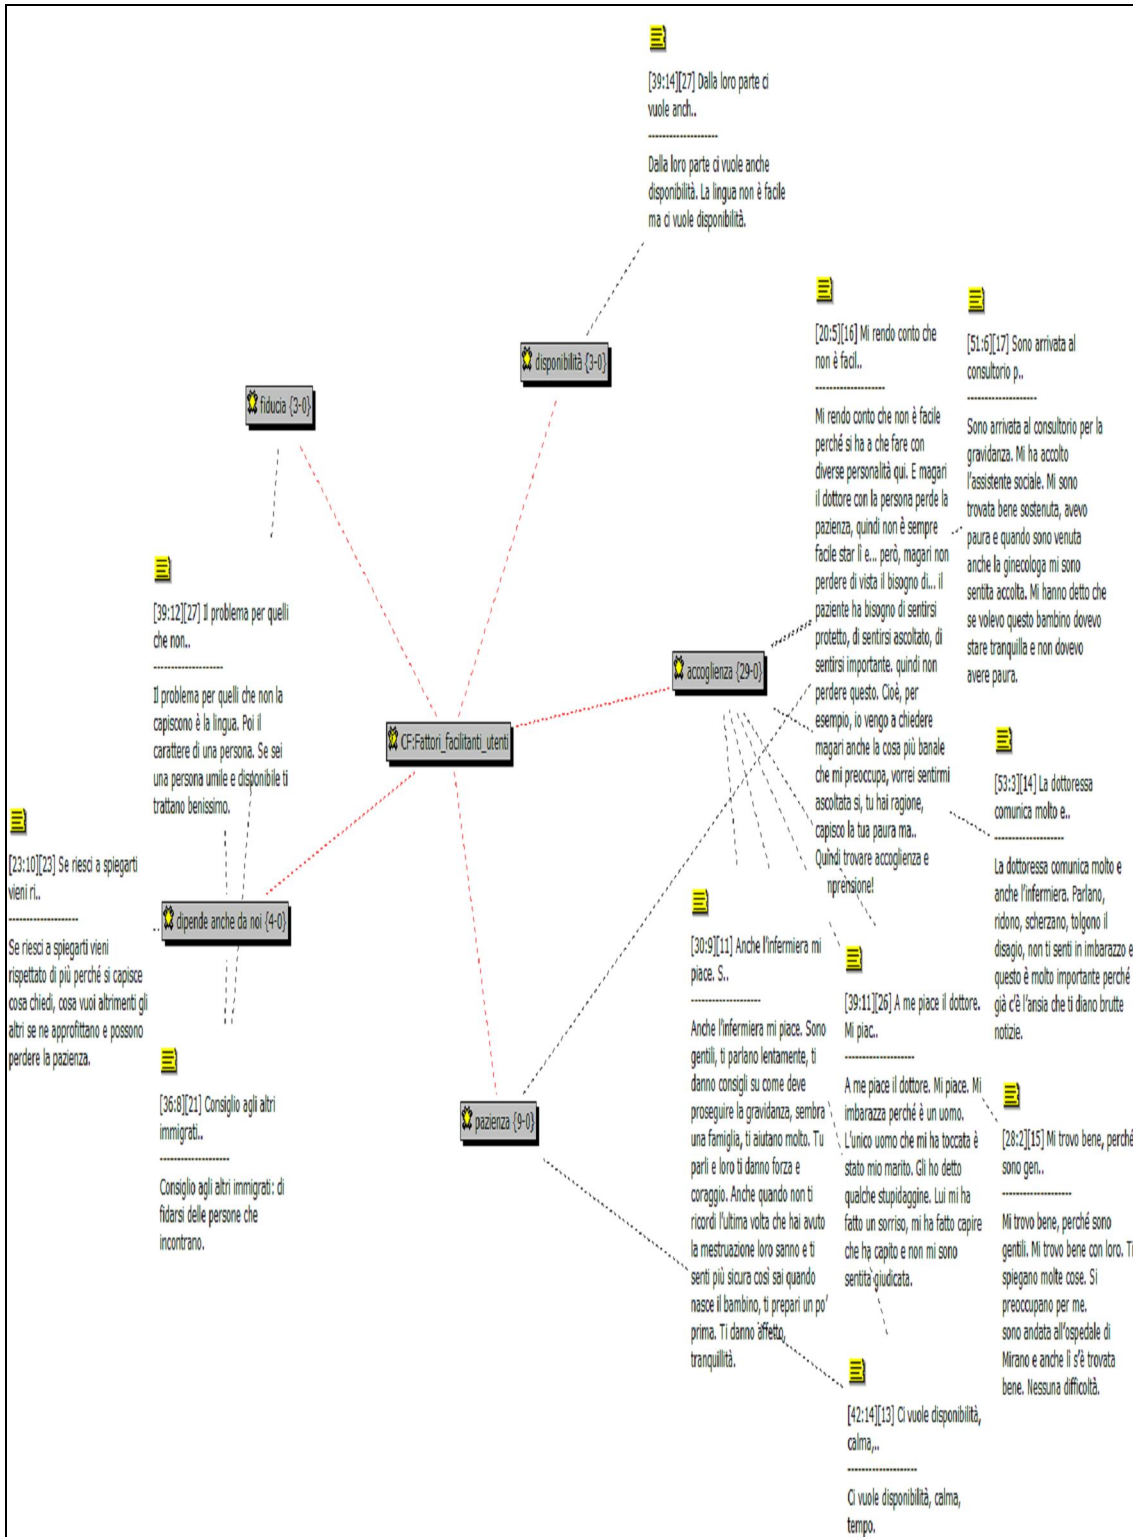 [39:14][27] Dalla loro parte ci
vuole anch..
--------------------
Dalla loro parte ci vuole anche
disponibilità. La lingua non è facile
ma ci vuole disponibilità.
disponibilità {3-0}
fiducia {3-0}
[20:5][16] Mi rendo conto che
non è facil..
--------------------
Mi rendo conto che non è facile
perché si ha a che fare con
diverse personalità qui. E magari
il dottore con la persona perde la
pazienza, quindi non è sempre
facile star lì e... però, magari non
perdere di vista il bisogno di... il
paziente ha bisogno di sentirsi
protetto, di sentirsi ascoltato, di
sentirsi importante. quindi non
perdere questo. Cioè, per
esempio, io vengo a chiedere
magari anche la cosa più banale
che mi preoccupa, vorrei sentirmi
ascoltata si, tu hai ragione,
capisco la tua paura ma..
Quindi trovare accoglienza e
mprensione!
[51:6][17] Sono arrivata al
consultorio p..
--------------------
Sono arrivata al consultorio per la
gravidanza. Mi ha accolto
l'assistente sociale. Mi sono
trovata bene sostenuta, avevo
paura e quando sono venuta
anche la ginecologa mi sono
sentita accolta. Mi hanno detto che
se volevo questo bambino dovevo
stare tranquilla e non dovevo
avere paura.
[39:12][27] Il problema per quelli
che non..
--------------------
Il problema per quelli che non la
capiscono è la lingua. Poi il
carattere di una persona. Se sei
una persona umile e disponibile ti
trattano benissimo.
accoglienza {29-0}
CF:Fattori_facilitanti_utenti
[53:3][14] La dottoressa
comunica molto e..
--------------------
La dottoressa comunica molto e
anche l'infermiera. Parlano,
ridono, scherzano, tolgono il
disagio, non ti senti in imbarazzo e
questo è molto importante perché
già c'è l'ansia che ti diano brutte
notizie.
[23:10][23] Se riesci a spiegarti
vieni ri..
--------------------
Se riesci a spiegarti vieni
rispettato di più perché si capisce
cosa chiedi, cosa vuoi altrimenti gli
altri se ne approfittano e possono
perdere la pazienza.
dipende anche da noi {4-0}
[30:9][11] Anche l'infermiera mi
piace. S..
--------------------
Anche l'infermiera mi piace. Sono
gentili, ti parlano lentamente, ti
danno consigli su come deve
proseguire la gravidanza, sembra
una famiglia, ti aiutano molto. Tu
parli e loro ti danno forza e
coraggio. Anche quando non ti
ricordi l'ultima volta che hai avuto
la mestruazione loro sanno e ti
senti più sicura così sai quando
nasce il bambino, ti prepari un po'
prima. Ti danno affetto,
tranquillità.
[39:11][26] A me piace il dottore.
Mi piac..
--------------------
A me piace il dottore. Mi piace. Mi
imbarazza perché è un uomo.
L'unico uomo che mi ha toccata è
stato mio marito. Gli ho detto
qualche stupidaggine. Lui mi ha
fatto un sorriso, mi ha fatto capire
che ha capito e non mi sono
sentita giudicata.
[36:8][21] Consiglio agli altri
immigrati..
--------------------
Consiglio agli altri immigrati: di
fidarsi delle persone che
incontrano.
pazienza {9-0}
[28:2][15] Mi trovo bene, perché
sono gen..
--------------------
Mi trovo bene, perché sono
gentili. Mi trovo bene con loro. Ti
spiegano molte cose. Si
preoccupano per me.
sono andata all'ospedale di
Mirano e anche lì s'è trovata
bene. Nessuna difficoltà.
[42:14][13] Ci vuole disponibilità,
calma,..
--------------------
Ci vuole disponibilità, calma,
tempo.